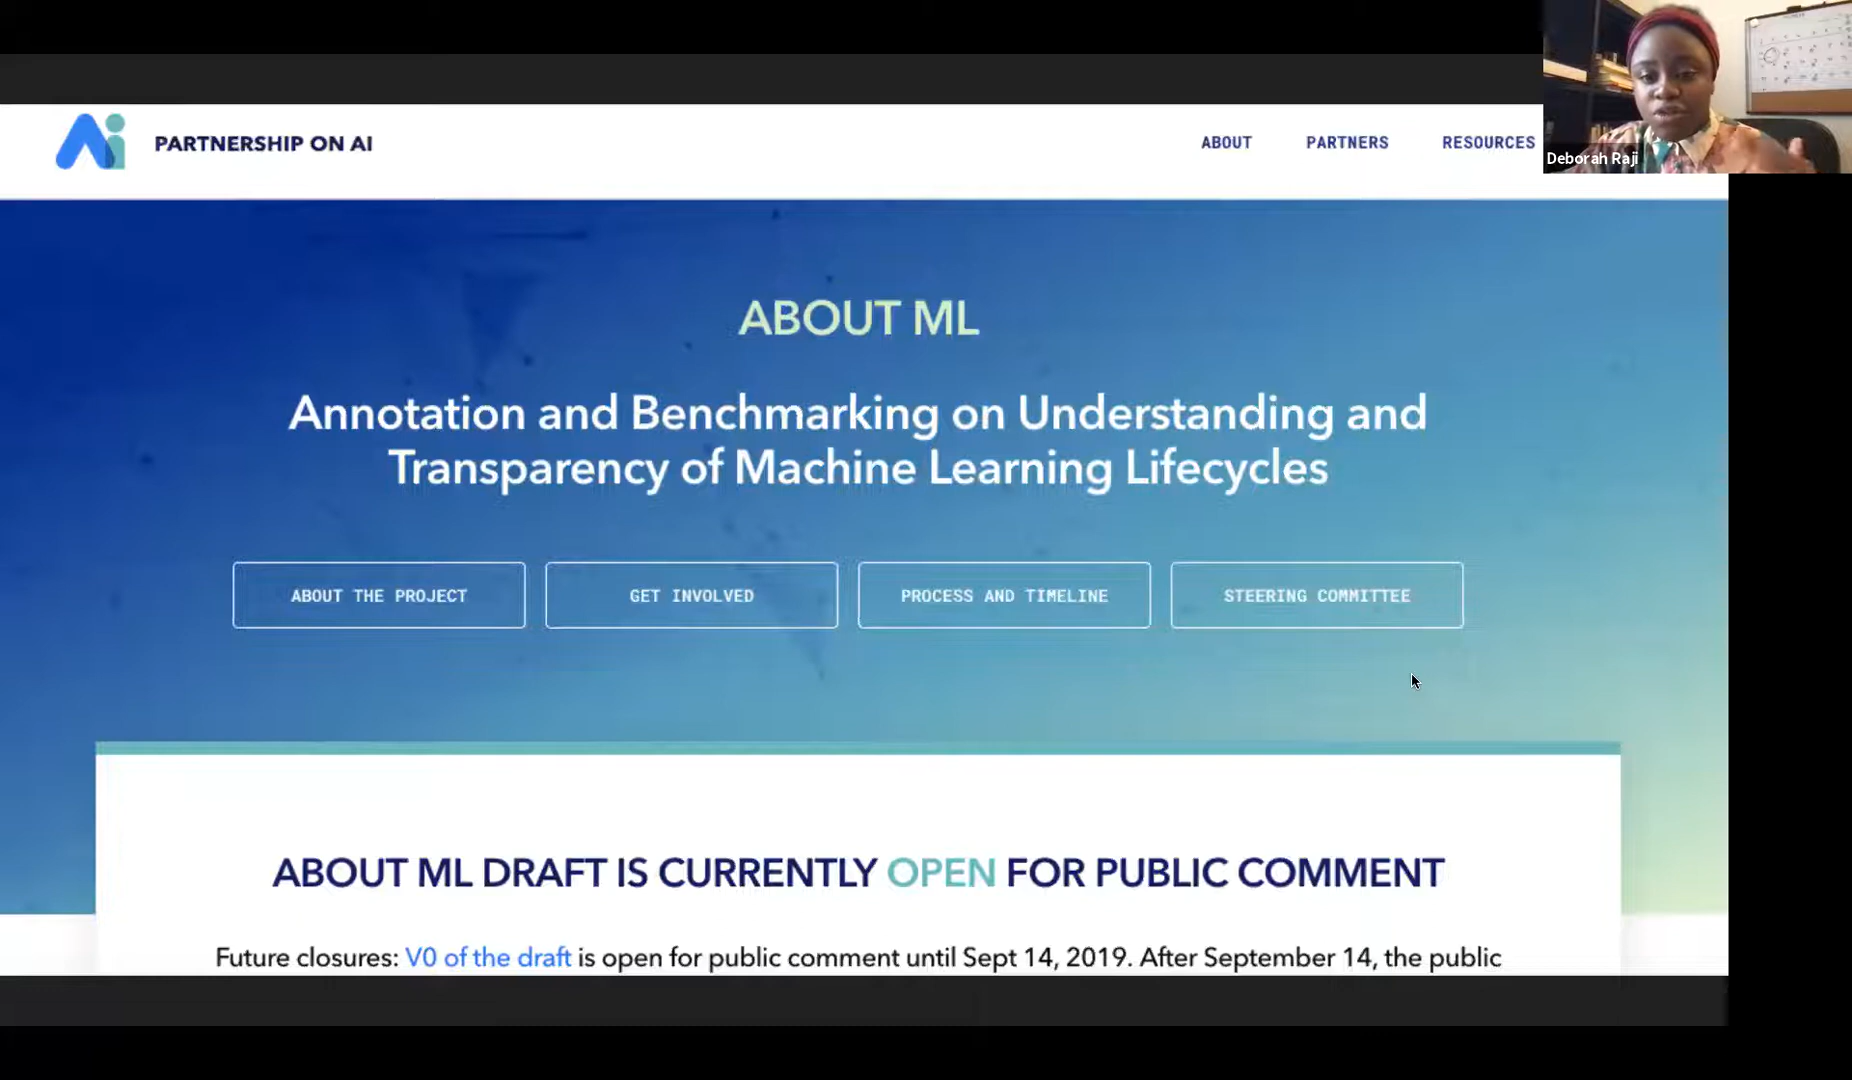 PARTNERSHIP ON AI
ABOUT PARTNERS RESOURCES
Deborah Raji
ABOUT ML
Annotation and Benchmarking on Understanding and
Transparency of Machine Learning Lifecycles
ABOUT THE PROJECT
GET INVOLVED
PROCESS AND TIMELINE
STEERING COMMITTEE
ABOUT ML DRAFT IS CURRENTLY OPEN FOR PUBLIC COMMENT
Future closures: V0 of the draft is open for public comment until Sept 14, 2019. After September 14, the public